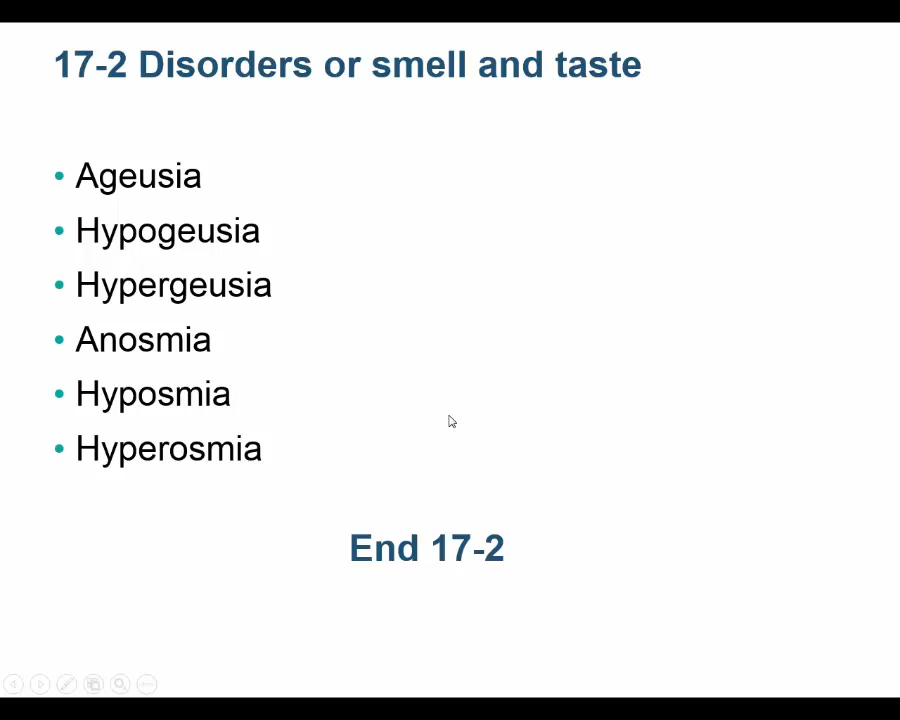 17-2 Disorders or smell and taste
• Ageusia
• Hypogeusia
• Hypergeusia
• Anosmia
• Hyposmia
• Hyperosmia
End 17-2